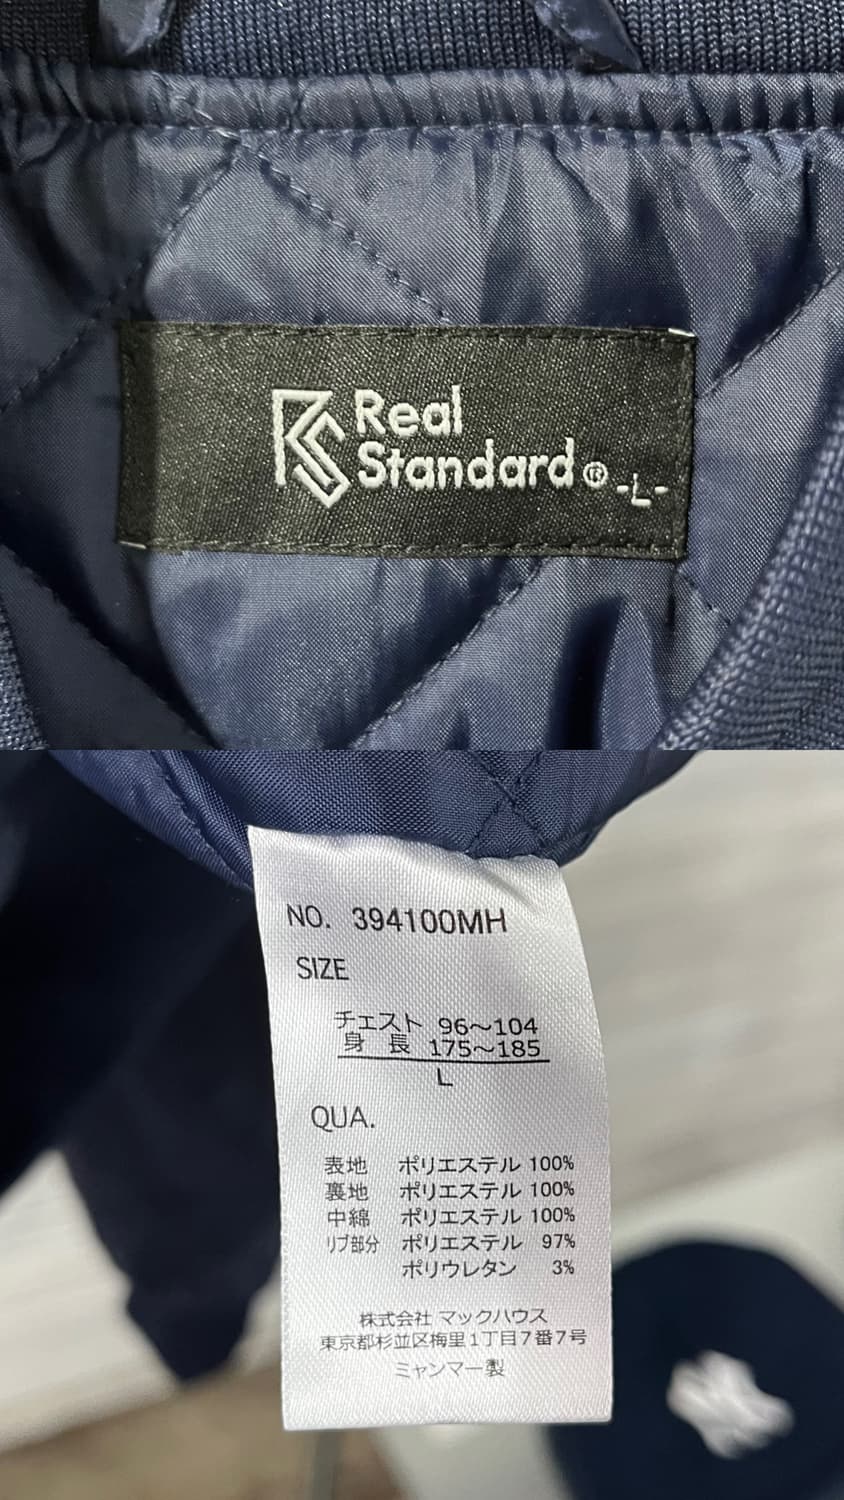 RS Real
Standard® -L-
NO. 394100MH
SIZE
チェスト 96～104
身 長 175～185
L
QUA.
表地 ポリエステル 100%
裏地 ポリエステル 100%
中綿 ポリエステル 100%
リブ部分 ポリエステル 97%
ポリウレタン 3%
株式会社 マックハウス
東京都杉並区梅里1丁目7番7号
ミャンマー製